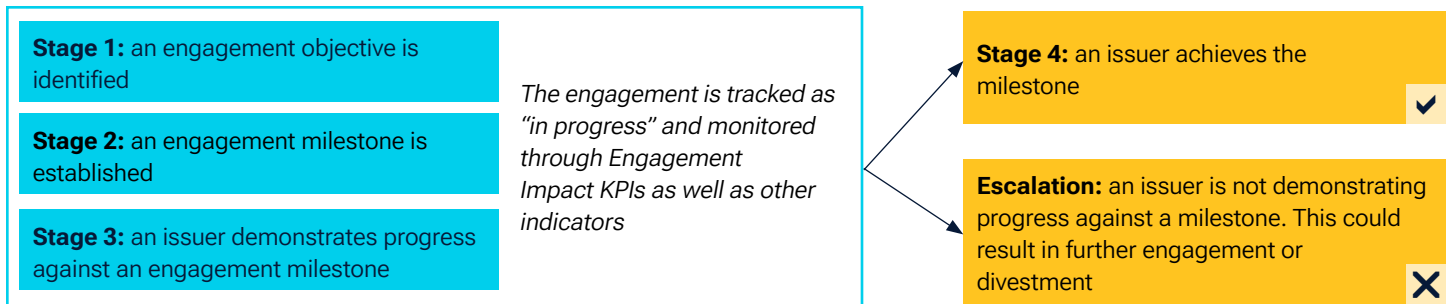 Stage 1: an engagement objective is
identified
Stage 2: an engagement milestone is
established
Stage 3: an issuer demonstrates progress
against an engagement milestone
The engagement is tracked as
“in progress” and monitored
through Engagement
Impact KPIs as well as other
indicators
Stage 4: an issuer achieves the
milestone
Escalation: an issuer is not demonstrating
progress against a milestone. This could
result in further engagement or
divestment